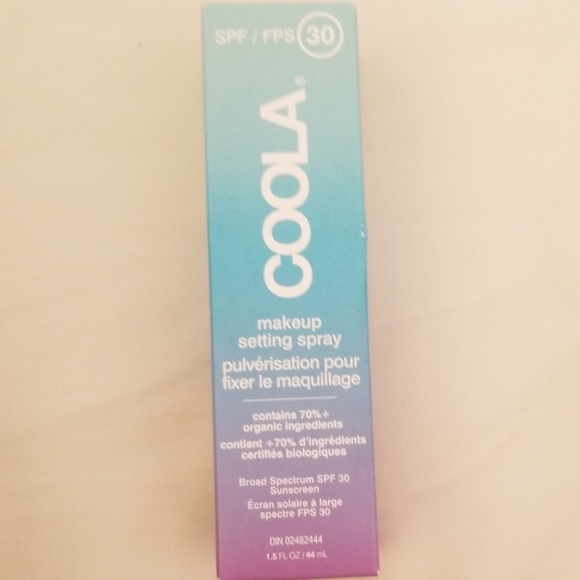 SPF / FPS 30
COOLA®
makeup
setting spray
pulvérisation pour
fixer le maquillage
contains 70%+
organic ingredients
contient +70% d'ingrédients
certifiés biologiques
Broad Spectrum SPF 30
Sunscreen
Écran solaire à large
spectre FPS 30
DIN 02482444
1.5 FL OZ / 44 mL